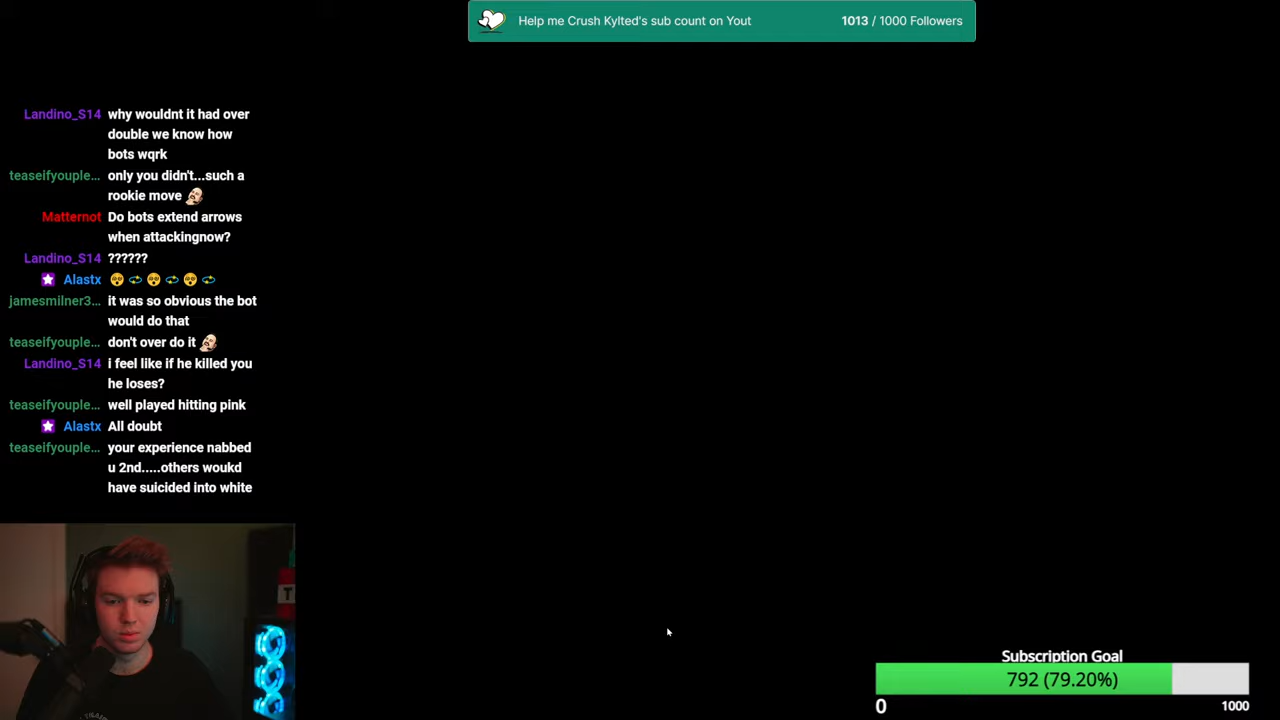 Help me Crush Kylted's sub count on Yout 1013 / 1000 Followers
Landino_S14 why wouldnt it had over
double we know how
bots wqrk
teaseifyouple... only you didn't...such a
rookie move
Matternot Do bots extend arrows
when attackingnow?
Landino_S14 ??????
Alastx
jamesmilner3... it was so obvious the bot
would do that
teaseifyouple... don't over do it
Landino_S14 i feel like if he killed you
he loses?
teaseifyouple... well played hitting pink
Alastx All doubt
teaseifyouple... your experience nabbed
u 2nd.....others woukd
have suicided into white
T
Subscription Goal
792 (79.20%)
0 1000